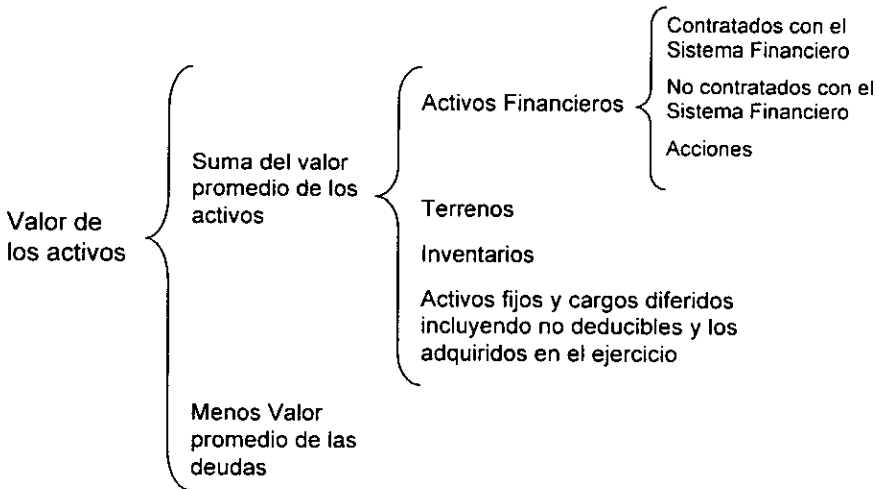 Valor de
los activos
Suma del valor
promedio de los
activos
Activos Financieros
Contratados con el
Sistema Financiero
No contratados con el
Sistema Financiero
Acciones
Terrenos
Inventarios
Activos fijos y cargos diferidos
incluyendo no deducibles y los
adquiridos en el ejercicio
Menos Valor
promedio de las
deudas